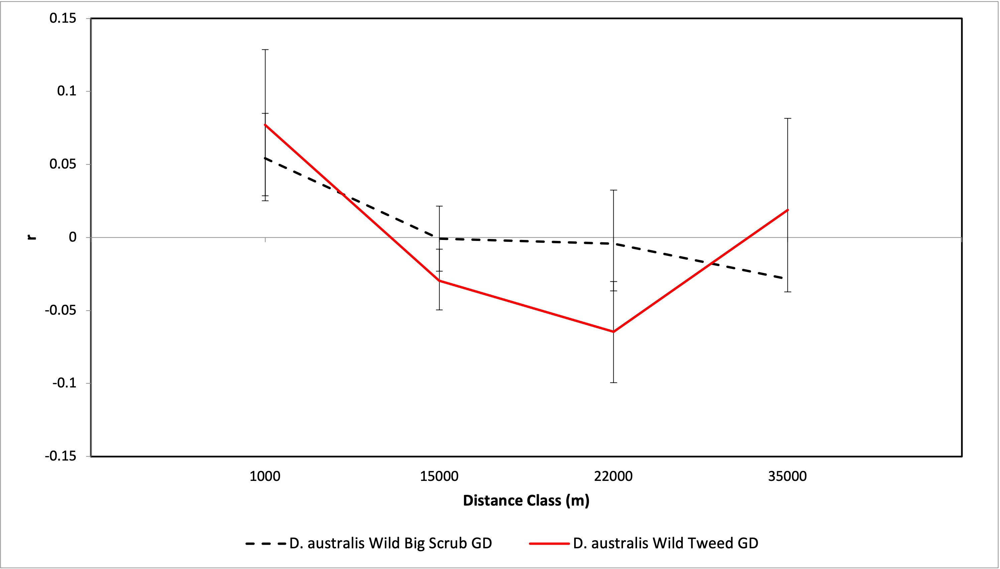 0.15
0.1
0.05
0
-0.05
-0.1
-0.15
r
1000 15000 22000 35000
Distance Class (m)
D. australis Wild Big Scrub GD D. australis Wild Tweed GD